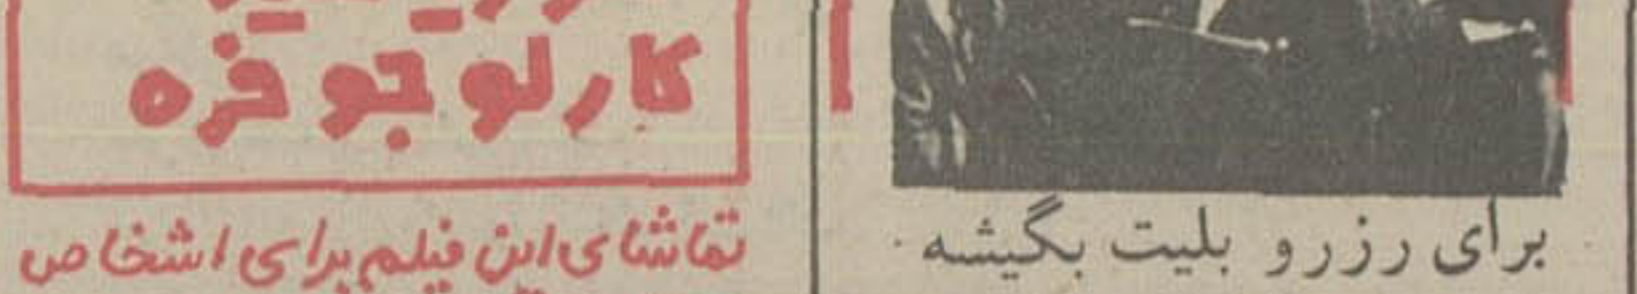 کارلو جوفره
تماشای این فیلم برای اشخاص
برای رزرو بلیت بگیشه